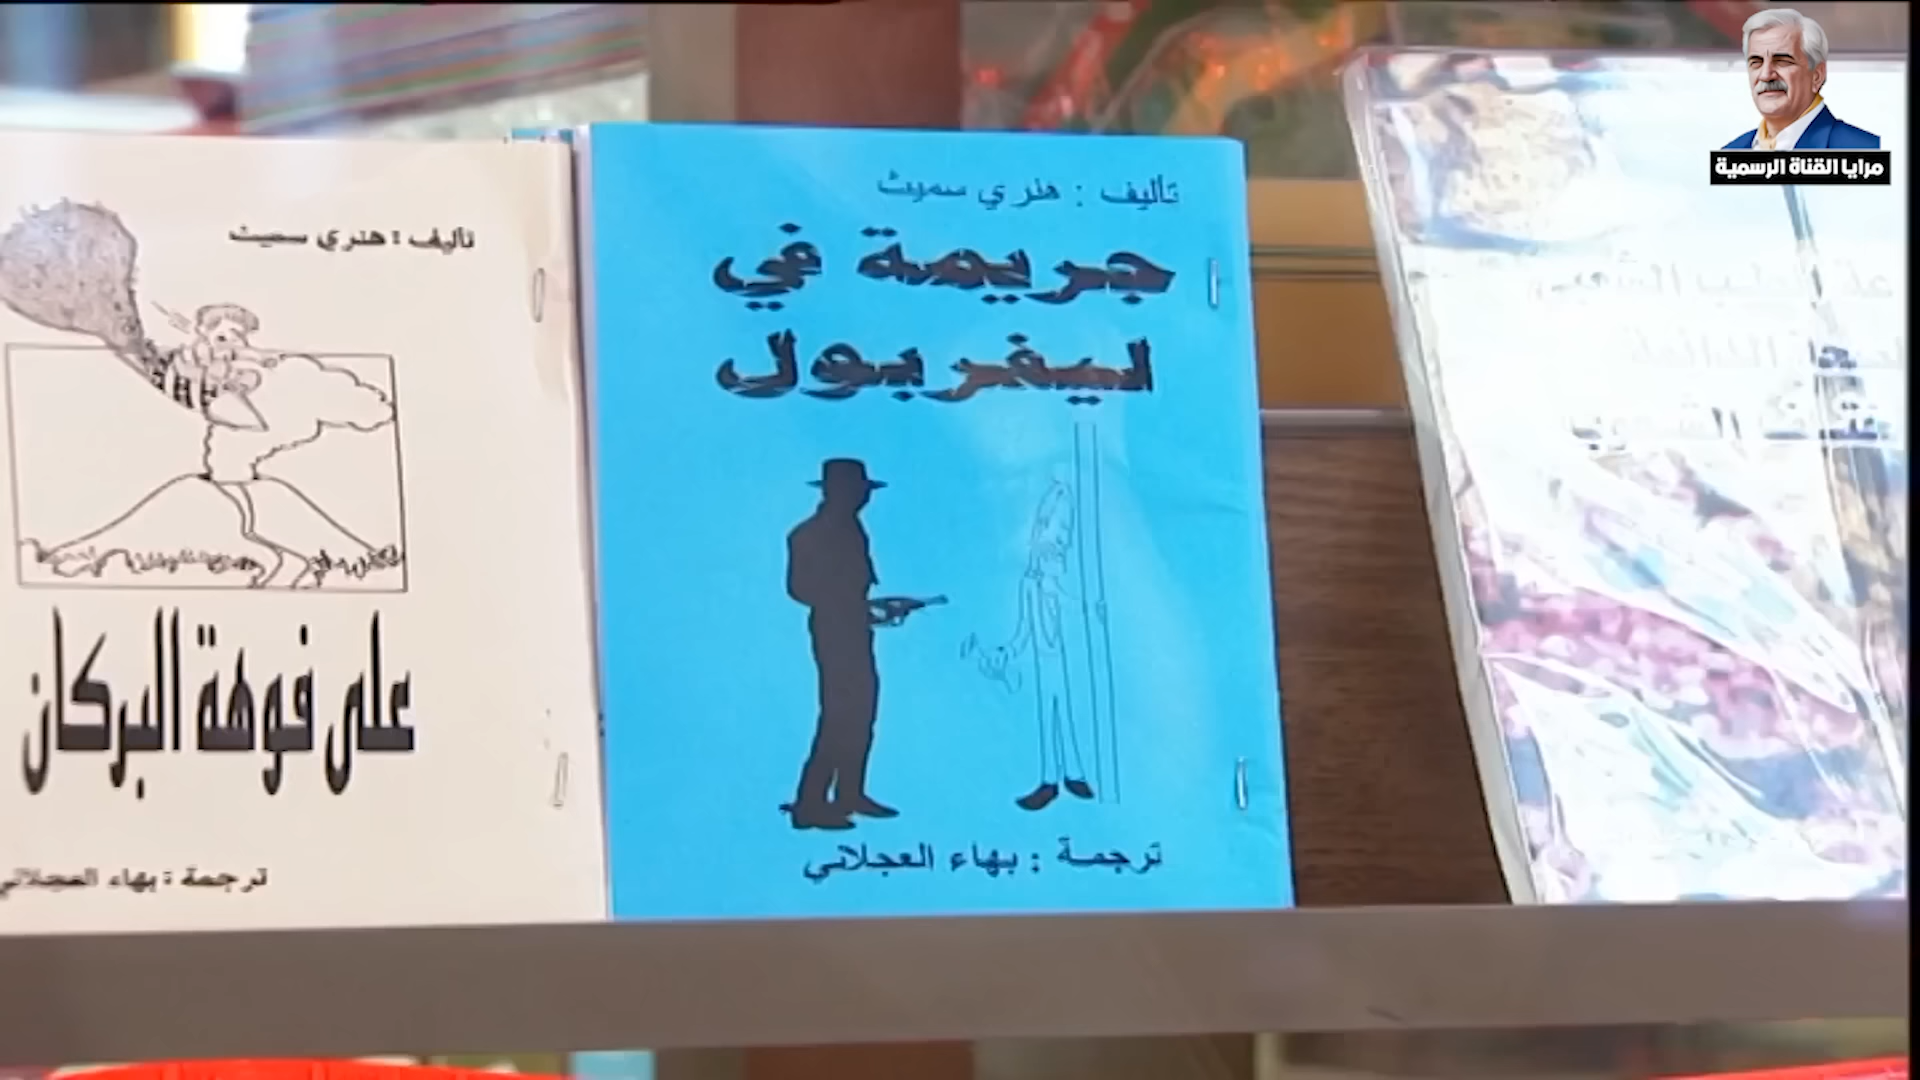 مرايا القناة الرسمية
تأليف : هنري سميث
جريمة في
ليفربول
ترجمة : بهاء العجلاني
تأليف : هنري سميث
على فوهة البركان
ترجمة : بهاء العجلاني